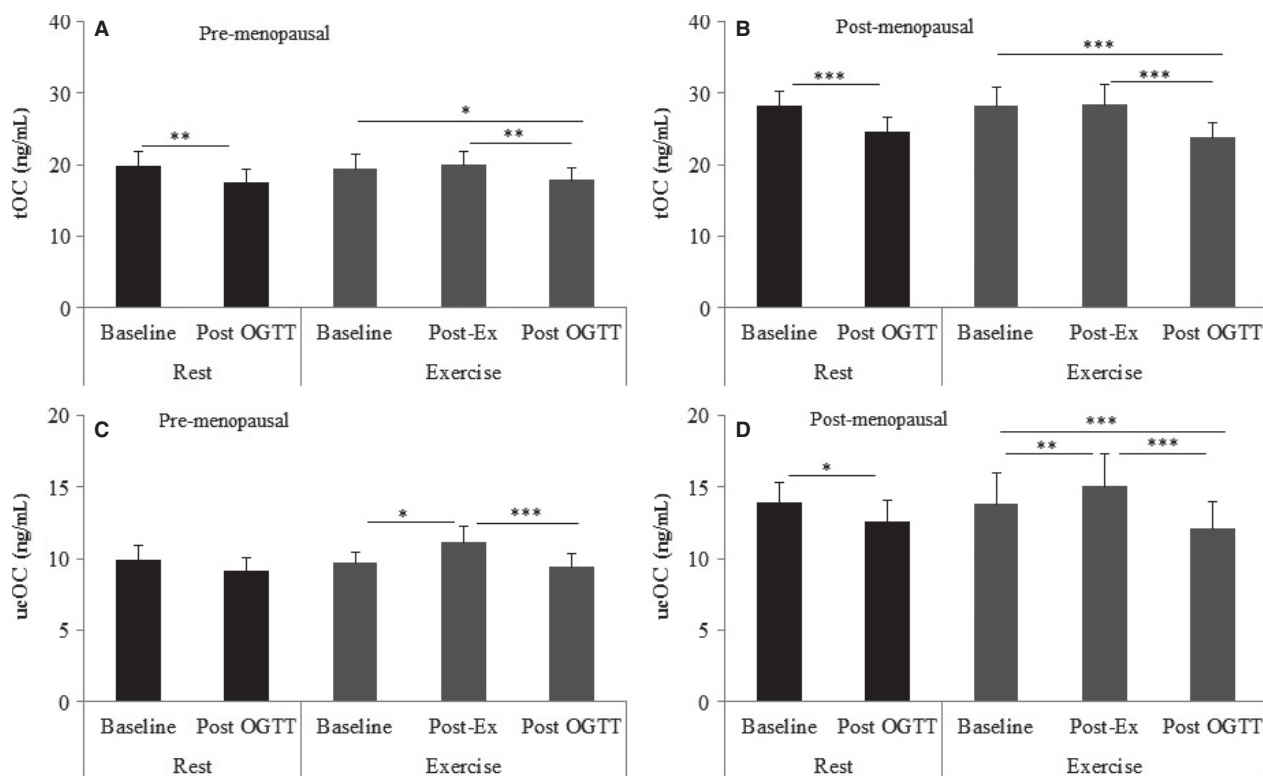 A
Pre-menopausal
tOC (ng/mL)
40
30
20
10
0
**
*
**
Baseline Post OGTT Baseline Post-Ex Post OGTT
Rest Exercise
B
Post-menopausal
tOC (ng/mL)
40
30
20
10
0
***
***
***
Baseline Post OGTT Baseline Post-Ex Post OGTT
Rest Exercise
C
Pre-menopausal
ucOC (ng/mL)
20
15
10
5
0
*
***
Baseline Post OGTT Baseline Post-Ex Post OGTT
Rest Exercise
D
Post-menopausal
ucOC (ng/mL)
20
15
10
5
0
*
***
**
***
Baseline Post OGTT Baseline Post-Ex Post OGTT
Rest Exercise